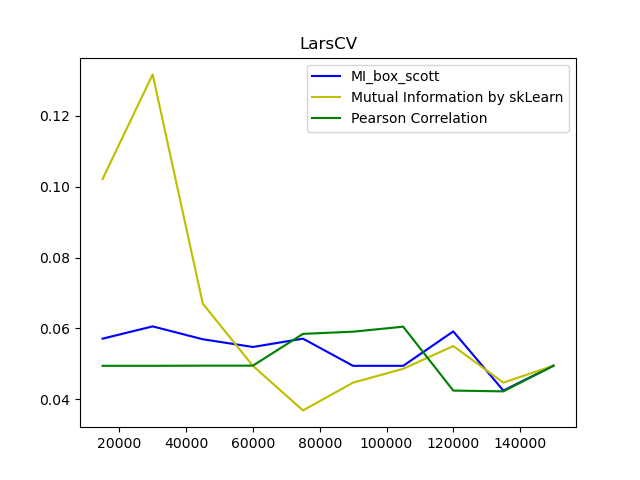 LarsCV
MI_box_scott
Mutual Information by skLearn
Pearson Correlation
0.12
0.10
0.08
0.06
0.04
20000 40000 60000 80000 100000 120000 140000